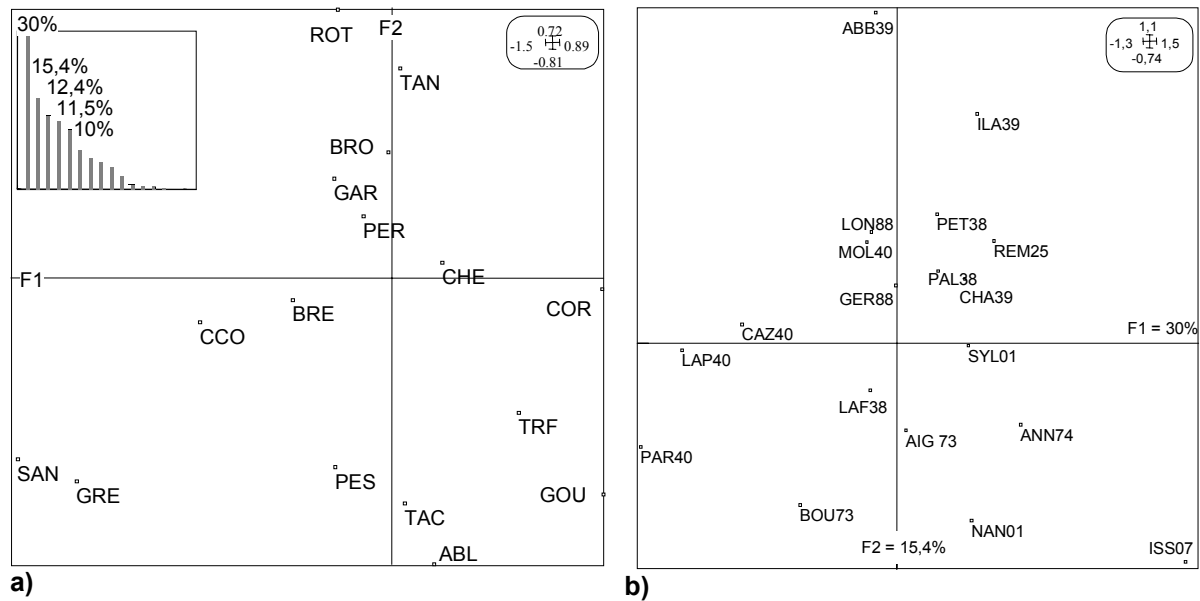 30%
15,4%
12,4%
11,5%
10%
ROT
F2
0.72
-1.5
0.89
-0.81
TAN
BRO
GAR
PER
CHE
F1
COR
BRE
CCO
TRF
SAN
GRE
PES
GOU
TAC
ABL
a)
ABB39
1,1
-1,3
1,5
-0,74
ILA39
LON88
PET38
MOL40
REM25
PAL38
GER88
CHA39
F1 = 30%
CAZ40
LAP40
SYL01
LAF38
AIG 73
ANN74
PAR40
BOU73
NAN01
F2 = 15,4%
ISS07
b)